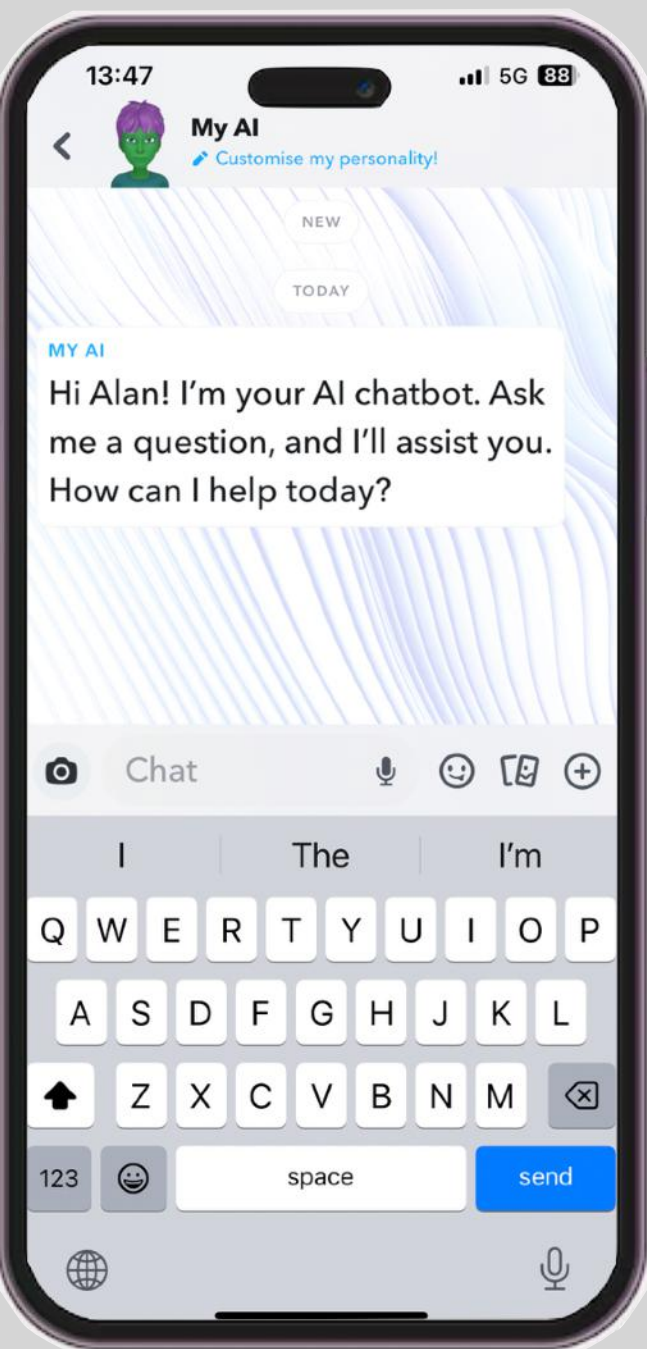 13:47 5G 88
My AI
Customise my personality!
NEW
TODAY
MY AI
Hi Alan! I'm your AI chatbot. Ask
me a question, and I'll assist you.
How can I help today?
Chat
I The I'm
Q W E R T Y U I O P
A S D F G H J K L
Z X C V B N M
123 space send